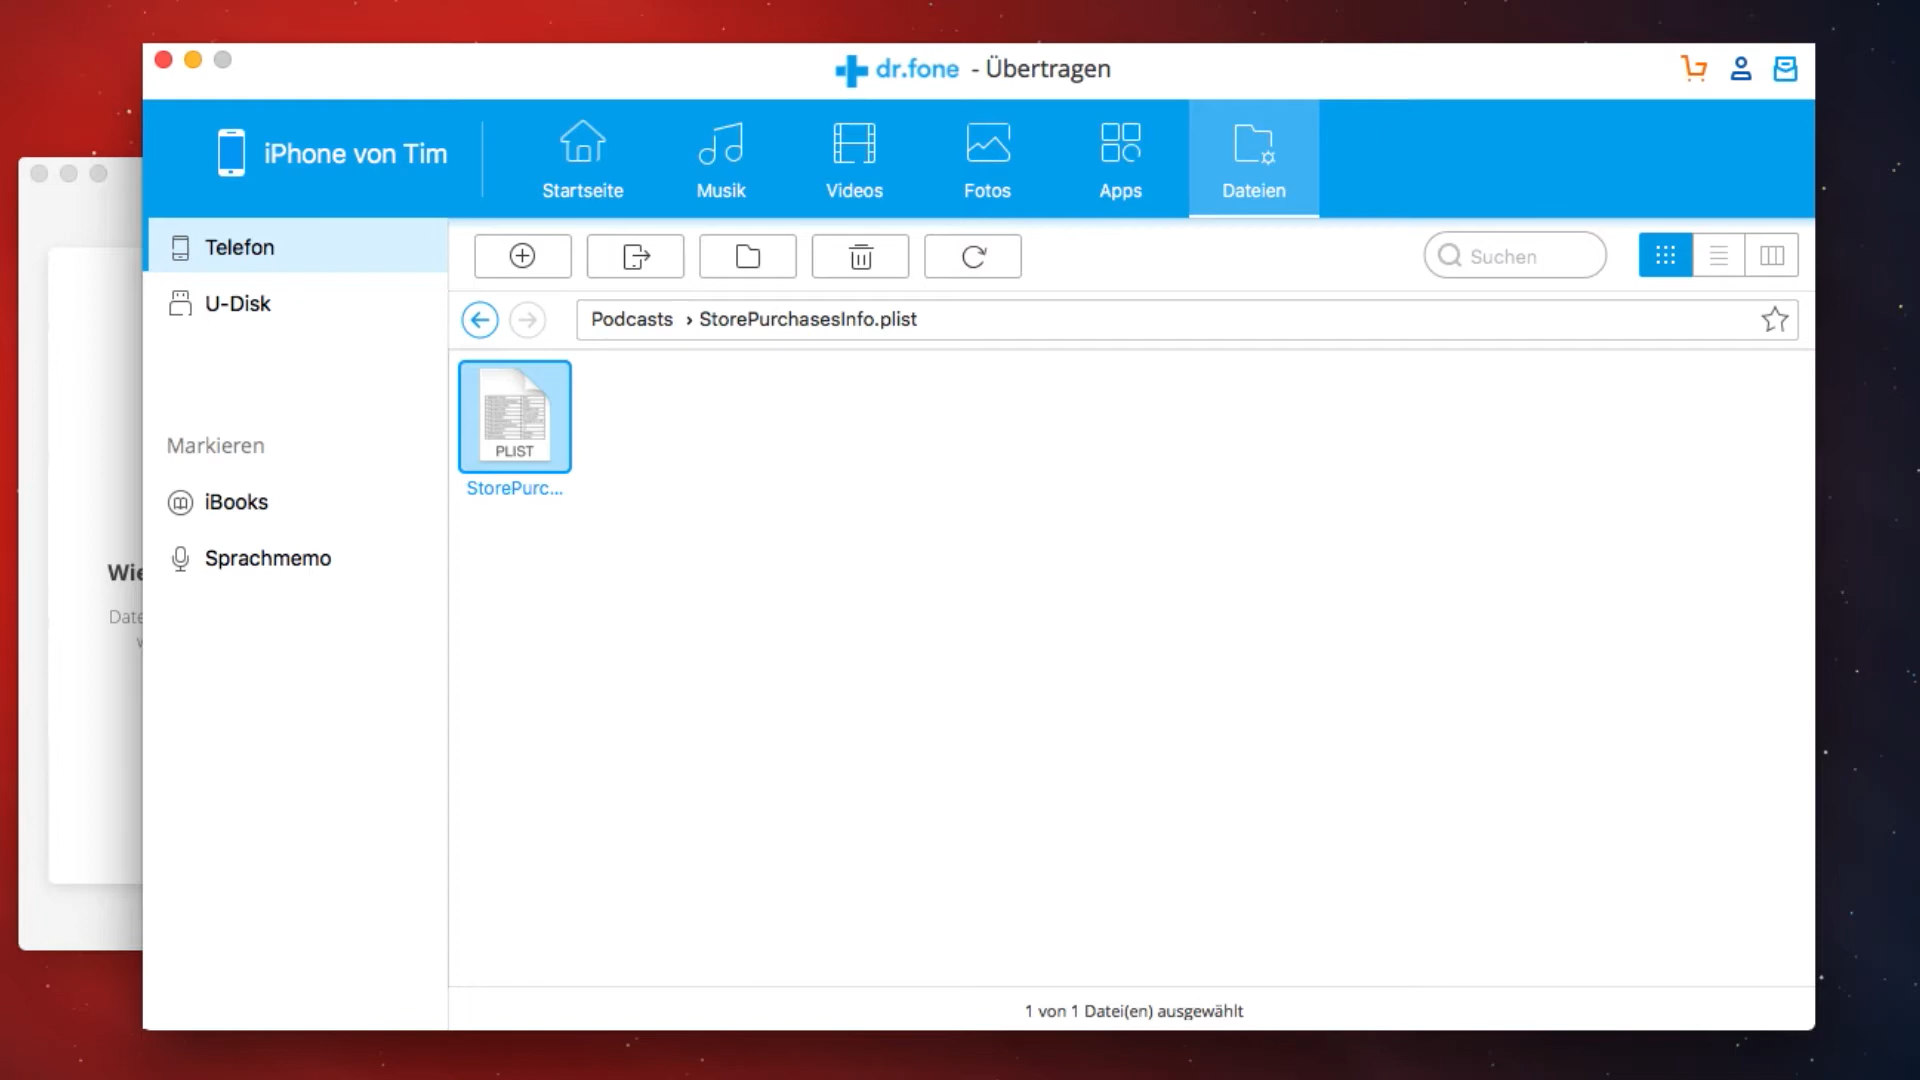 dr.fone - Übertragen
iPhone von Tim
Startseite
Musik
Videos
Fotos
Apps
Dateien
Telefon
U-Disk
Suchen
Podcasts › StorePurchasesInfo.plist
PLIST
StorePurc...
Markieren
iBooks
Sprachmemo
Wie
Date
1 von 1 Datei(en) ausgewählt